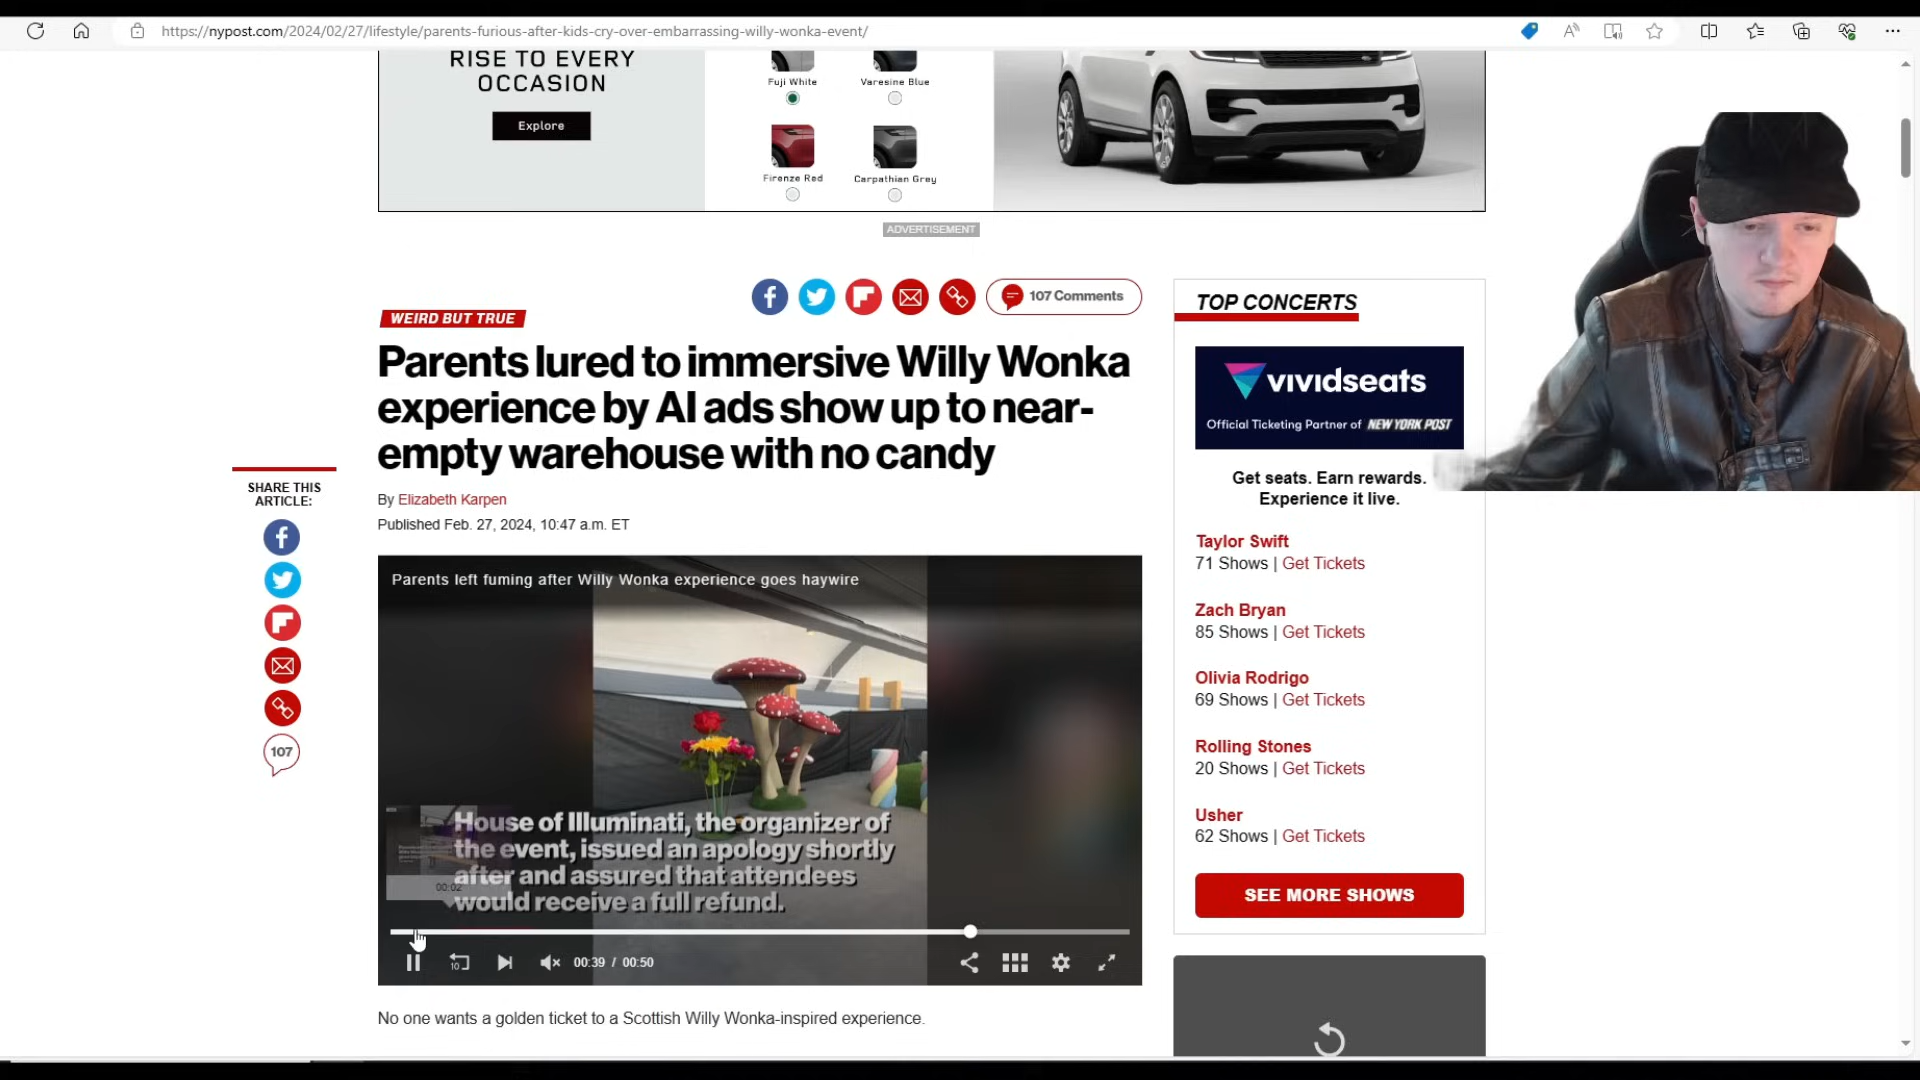 https://nypost.com/2024/02/27/lifestyle/parents-furious-after-kids-cry-over-embarrassing-willy-wonka-event/
RISE TO EVERY
OCCASION
Explore
Fuji White
Varesine Blue
Firenze Red
Carpathian Grey
ADVERTISEMENT
107 Comments
WEIRD BUT TRUE
Parents lured to immersive Willy Wonka
experience by AI ads show up to near-
empty warehouse with no candy
By Elizabeth Karpen
Published Feb. 27, 2024, 10:47 a.m. ET
SHARE THIS
ARTICLE:
107
Parents left fuming after Willy Wonka experience goes haywire
House of Illuminati, the organizer of
the event, issued an apology shortly
after and assured that attendees
would receive a full refund.
00:02
10
00:39 / 00:50
No one wants a golden ticket to a Scottish Willy Wonka-inspired experience.
TOP CONCERTS
vividseats
Official Ticketing Partner of NEW YORK POST
Get seats. Earn rewards.
Experience it live.
Taylor Swift
71 Shows | Get Tickets
Zach Bryan
85 Shows | Get Tickets
Olivia Rodrigo
69 Shows | Get Tickets
Rolling Stones
20 Shows | Get Tickets
Usher
62 Shows | Get Tickets
SEE MORE SHOWS